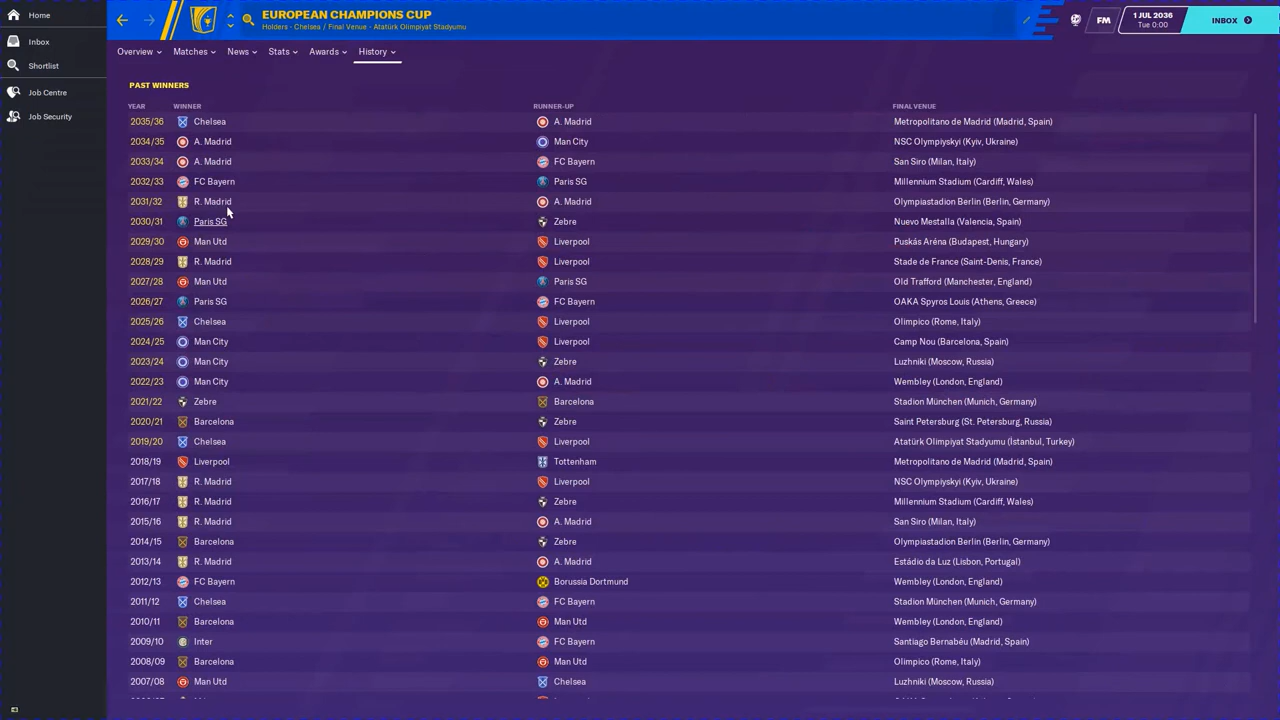 Home
Inbox
Shortlist
Job Centre
Job Security
EUROPEAN CHAMPIONS CUP
Holders - Chelsea / Final Venue - Atatürk Olimpiyat Stadyumu
FM
1 JUL 2036
Tue 0:00
INBOX
Overview Matches News Stats Awards History
PAST WINNERS
YEAR WINNER RUNNER-UP FINAL VENUE
2035/36 Chelsea A. Madrid Metropolitano de Madrid (Madrid, Spain)
2034/35 A. Madrid Man City NSC Olympiyskyi (Kyiv, Ukraine)
2033/34 A. Madrid FC Bayern San Siro (Milan, Italy)
2032/33 FC Bayern Paris SG Millennium Stadium (Cardiff, Wales)
2031/32 R. Madrid A. Madrid Olympiastadion Berlin (Berlin, Germany)
2030/31 Paris SG Zebre Nuevo Mestalla (Valencia, Spain)
2029/30 Man Utd Liverpool Puskás Aréna (Budapest, Hungary)
2028/29 R. Madrid Liverpool Stade de France (Saint-Denis, France)
2027/28 Man Utd Paris SG Old Trafford (Manchester, England)
2026/27 Paris SG FC Bayern OAKA Spyros Louis (Athens, Greece)
2025/26 Chelsea Liverpool Olimpico (Rome, Italy)
2024/25 Man City Liverpool Camp Nou (Barcelona, Spain)
2023/24 Man City Zebre Luzhniki (Moscow, Russia)
2022/23 Man City A. Madrid Wembley (London, England)
2021/22 Zebre Barcelona Stadion München (Munich, Germany)
2020/21 Barcelona Zebre Saint Petersburg (St. Petersburg, Russia)
2019/20 Chelsea Liverpool Atatürk Olimpiyat Stadyumu (İstanbul, Turkey)
2018/19 Liverpool Tottenham Metropolitano de Madrid (Madrid, Spain)
2017/18 R. Madrid Liverpool NSC Olympiyskyi (Kyiv, Ukraine)
2016/17 R. Madrid Zebre Millennium Stadium (Cardiff, Wales)
2015/16 R. Madrid A. Madrid San Siro (Milan, Italy)
2014/15 Barcelona Zebre Olympiastadion Berlin (Berlin, Germany)
2013/14 R. Madrid A. Madrid Estádio da Luz (Lisbon, Portugal)
2012/13 FC Bayern Borussia Dortmund Wembley (London, England)
2011/12 Chelsea FC Bayern Stadion München (Munich, Germany)
2010/11 Barcelona Man Utd Wembley (London, England)
2009/10 Inter FC Bayern Santiago Bernabéu (Madrid, Spain)
2008/09 Barcelona Man Utd Olimpico (Rome, Italy)
2007/08 Man Utd Chelsea Luzhniki (Moscow, Russia)